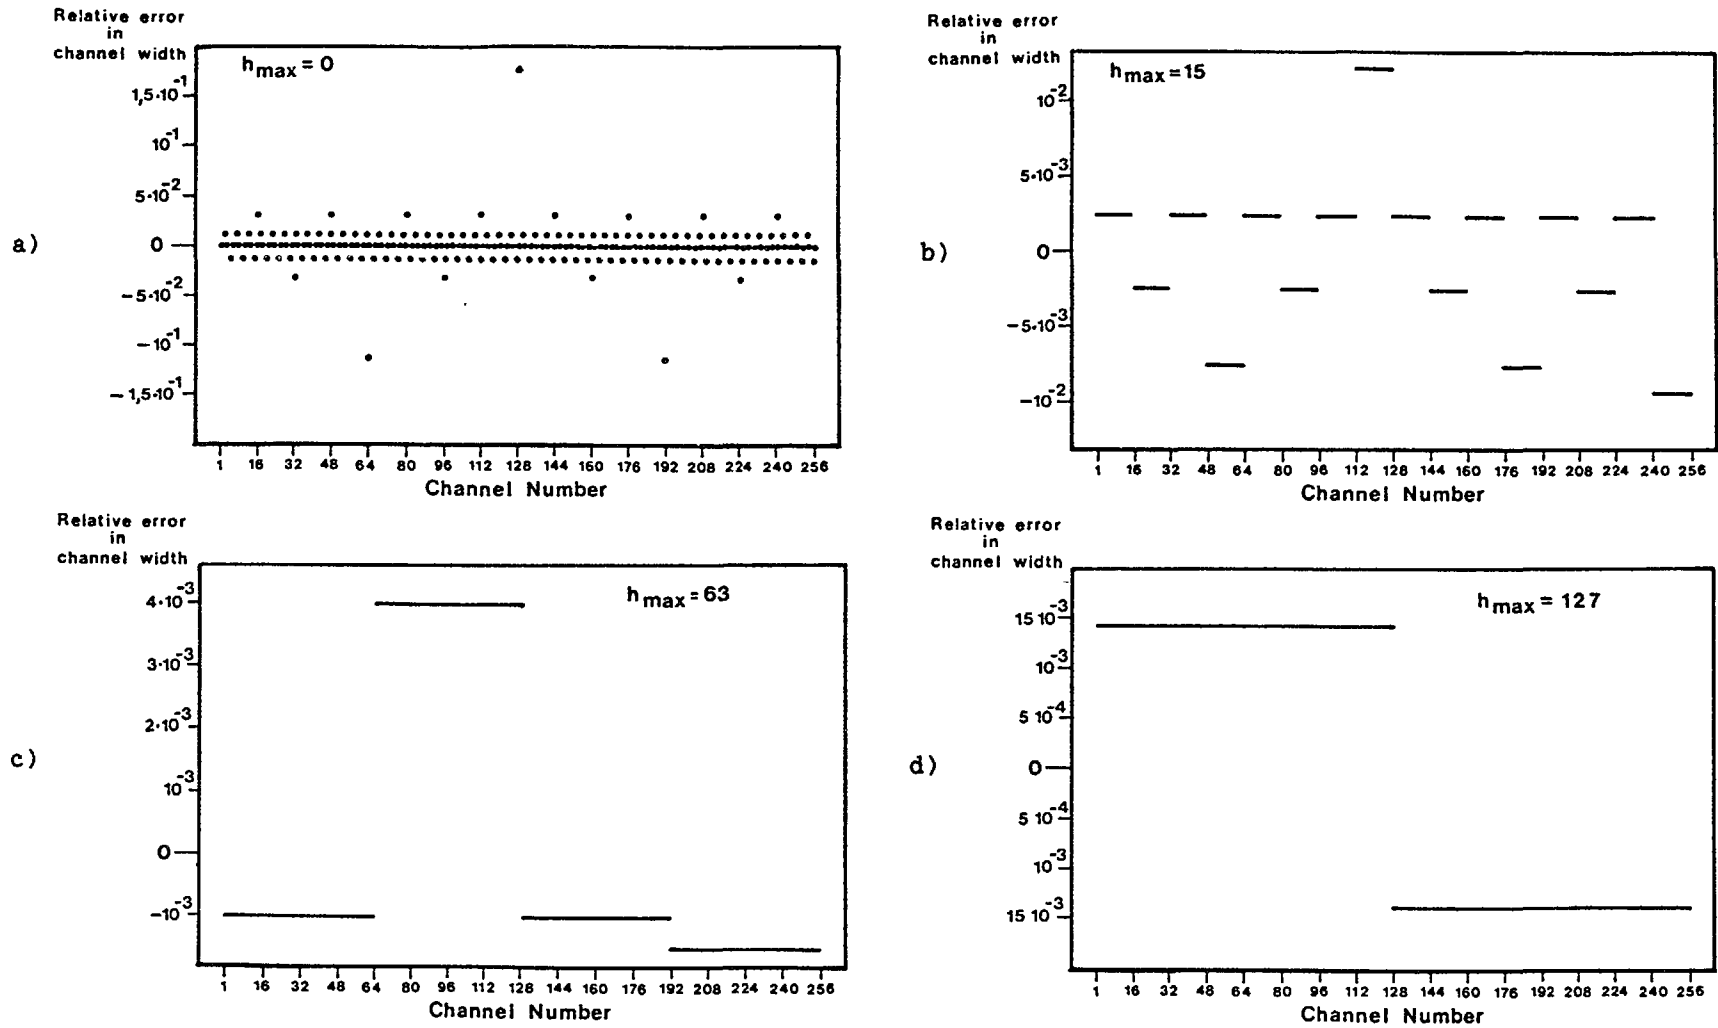 Relative error
in
channel width
h_max = 0
1,5·10^-1
10^-1
5·10^-2
0
−5·10^-2
−10^-1
−1,5·10^-1
a)
1 16 32 48 64 80 96 112 128 144 160 176 192 208 224 240 256
Channel Number
Relative error
in
channel width
h_max = 15
10^-2
5·10^-3
0
−5·10^-3
−10^-2
b)
1 16 32 48 64 80 96 112 128 144 160 176 192 208 224 240 256
Channel Number
Relative error
in
channel width
h_max = 63
4·10^-3
3·10^-3
2·10^-3
10^-3
0
−10^-3
c)
1 16 32 48 64 80 96 112 128 144 160 176 192 208 224 240 256
Channel Number
Relative error
in
channel width
h_max = 127
15 10^-3
10^-3
5 10^-4
0
5 10^-4
10^-3
15 10^-3
d)
1 16 32 48 64 80 96 112 128 144 160 176 192 208 224 240 256
Channel Number